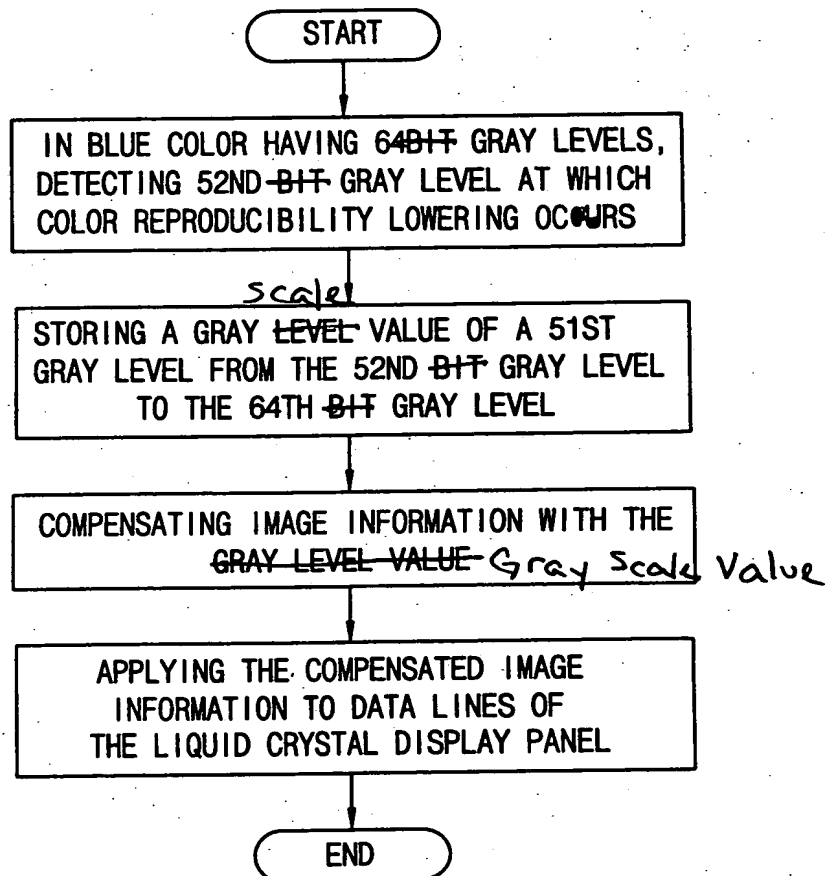 START
IN BLUE COLOR HAVING 64BIT GRAY LEVELS,
DETECTING 52ND BIT GRAY LEVEL AT WHICH
COLOR REPRODUCIBILITY LOWERING OCCURS
scale
STORING A GRAY LEVEL VALUE OF A 51ST
GRAY LEVEL FROM THE 52ND BIT GRAY LEVEL
TO THE 64TH BIT GRAY LEVEL
COMPENSATING IMAGE INFORMATION WITH THE
GRAY LEVEL VALUE Gray Scale Value
APPLYING THE COMPENSATED IMAGE
INFORMATION TO DATA LINES OF
THE LIQUID CRYSTAL DISPLAY PANEL
END